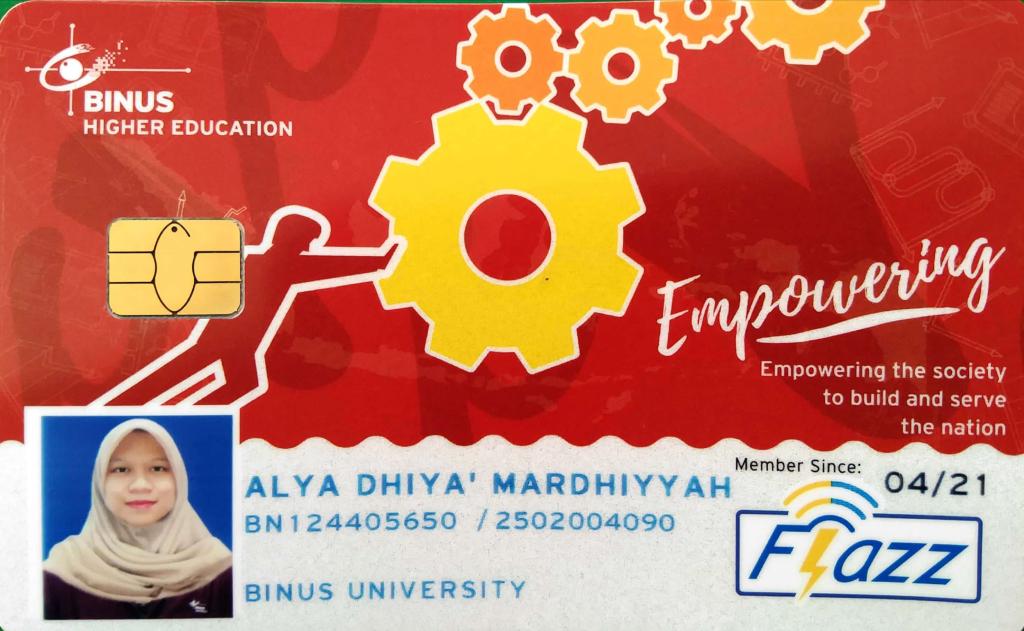 BINUS
HIGHER EDUCATION
Empowering
Empowering the society
to build and serve
the nation
Member Since: 04/21
ALYA DHIYA' MARDHIYYAH
BN124405650 / 2502004090
BINUS UNIVERSITY
Flazz